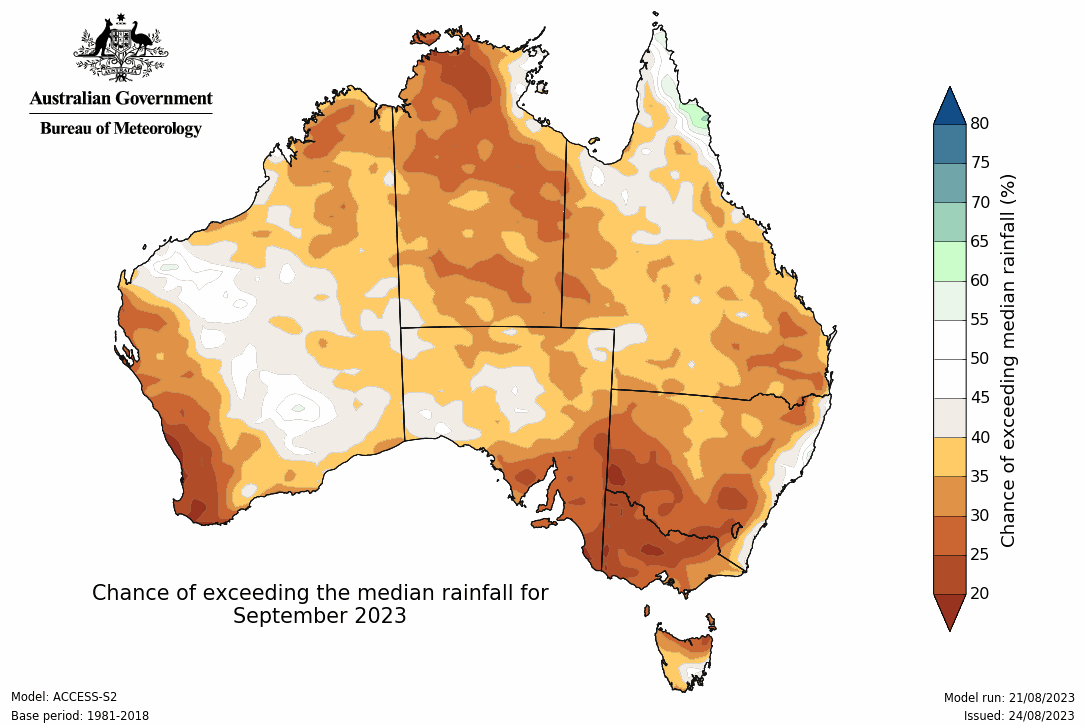 AUSTRALIA
Australian Government
Bureau of Meteorology
80
75
70
65
60
55
50
45
40
35
30
25
20
Chance of exceeding median rainfall (%)
Chance of exceeding the median rainfall for
September 2023
Model: ACCESS-S2
Base period: 1981-2018
Model run: 21/08/2023
Issued: 24/08/2023